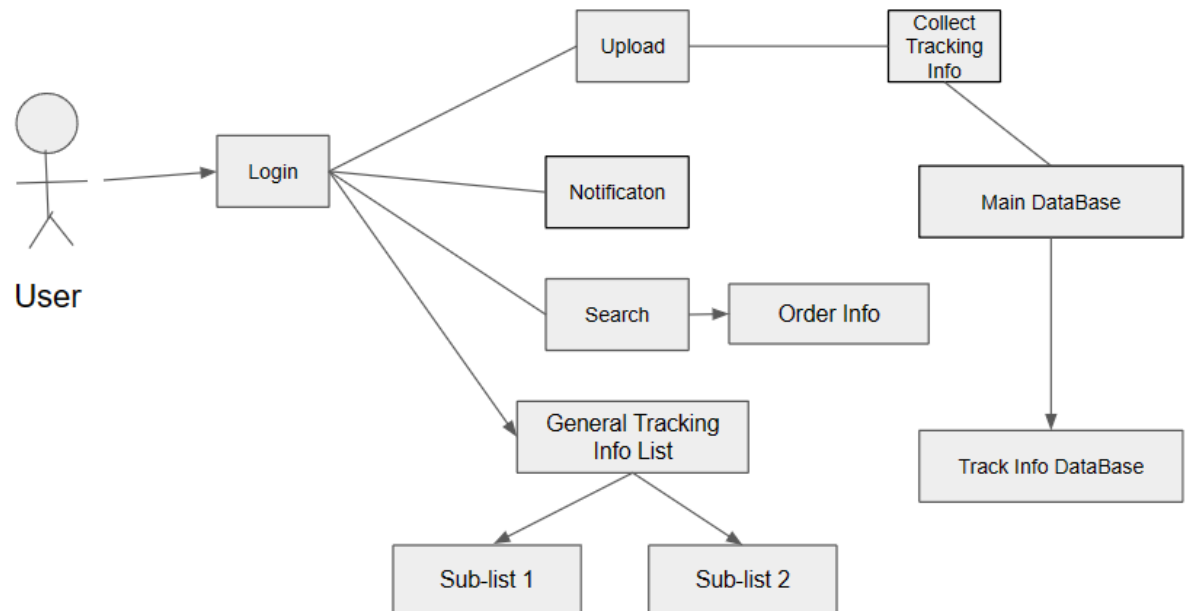 Upload
Collect
Tracking
Info
Login
Notificaton
Main DataBase
User
Search
Order Info
General Tracking
Info List
Track Info DataBase
Sub-list 1
Sub-list 2